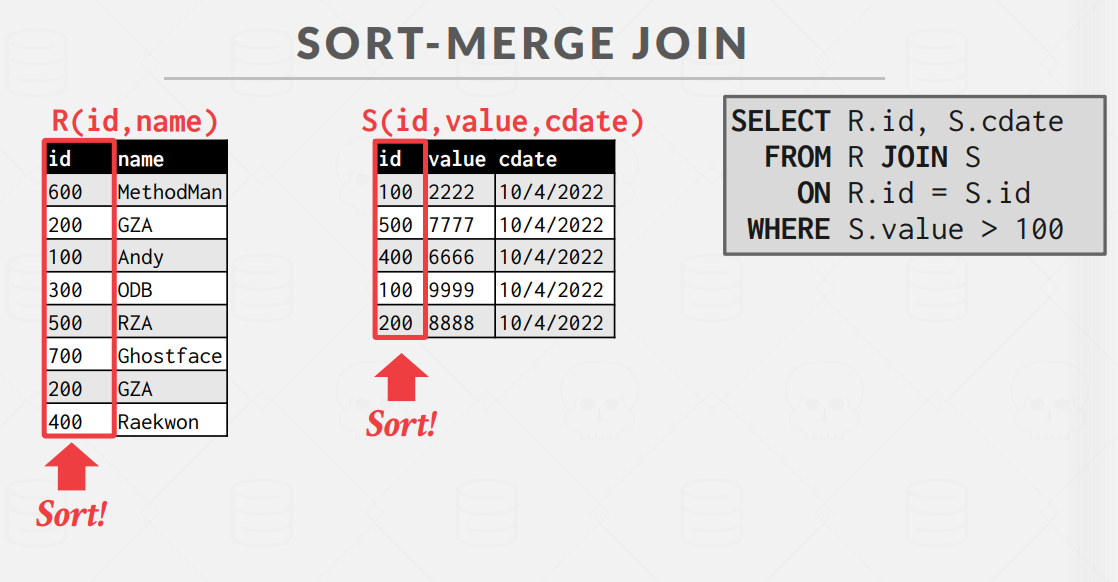 SORT-MERGE JOIN
R(id,name)
id name
600 MethodMan
200 GZA
100 Andy
300 ODB
500 RZA
700 Ghostface
200 GZA
400 Raekwon
Sort!
S(id,value,cdate)
id value cdate
100 2222 10/4/2022
500 7777 10/4/2022
400 6666 10/4/2022
100 9999 10/4/2022
200 8888 10/4/2022
Sort!
SELECT R.id, S.cdate
FROM R JOIN S
ON R.id = S.id
WHERE S.value > 100